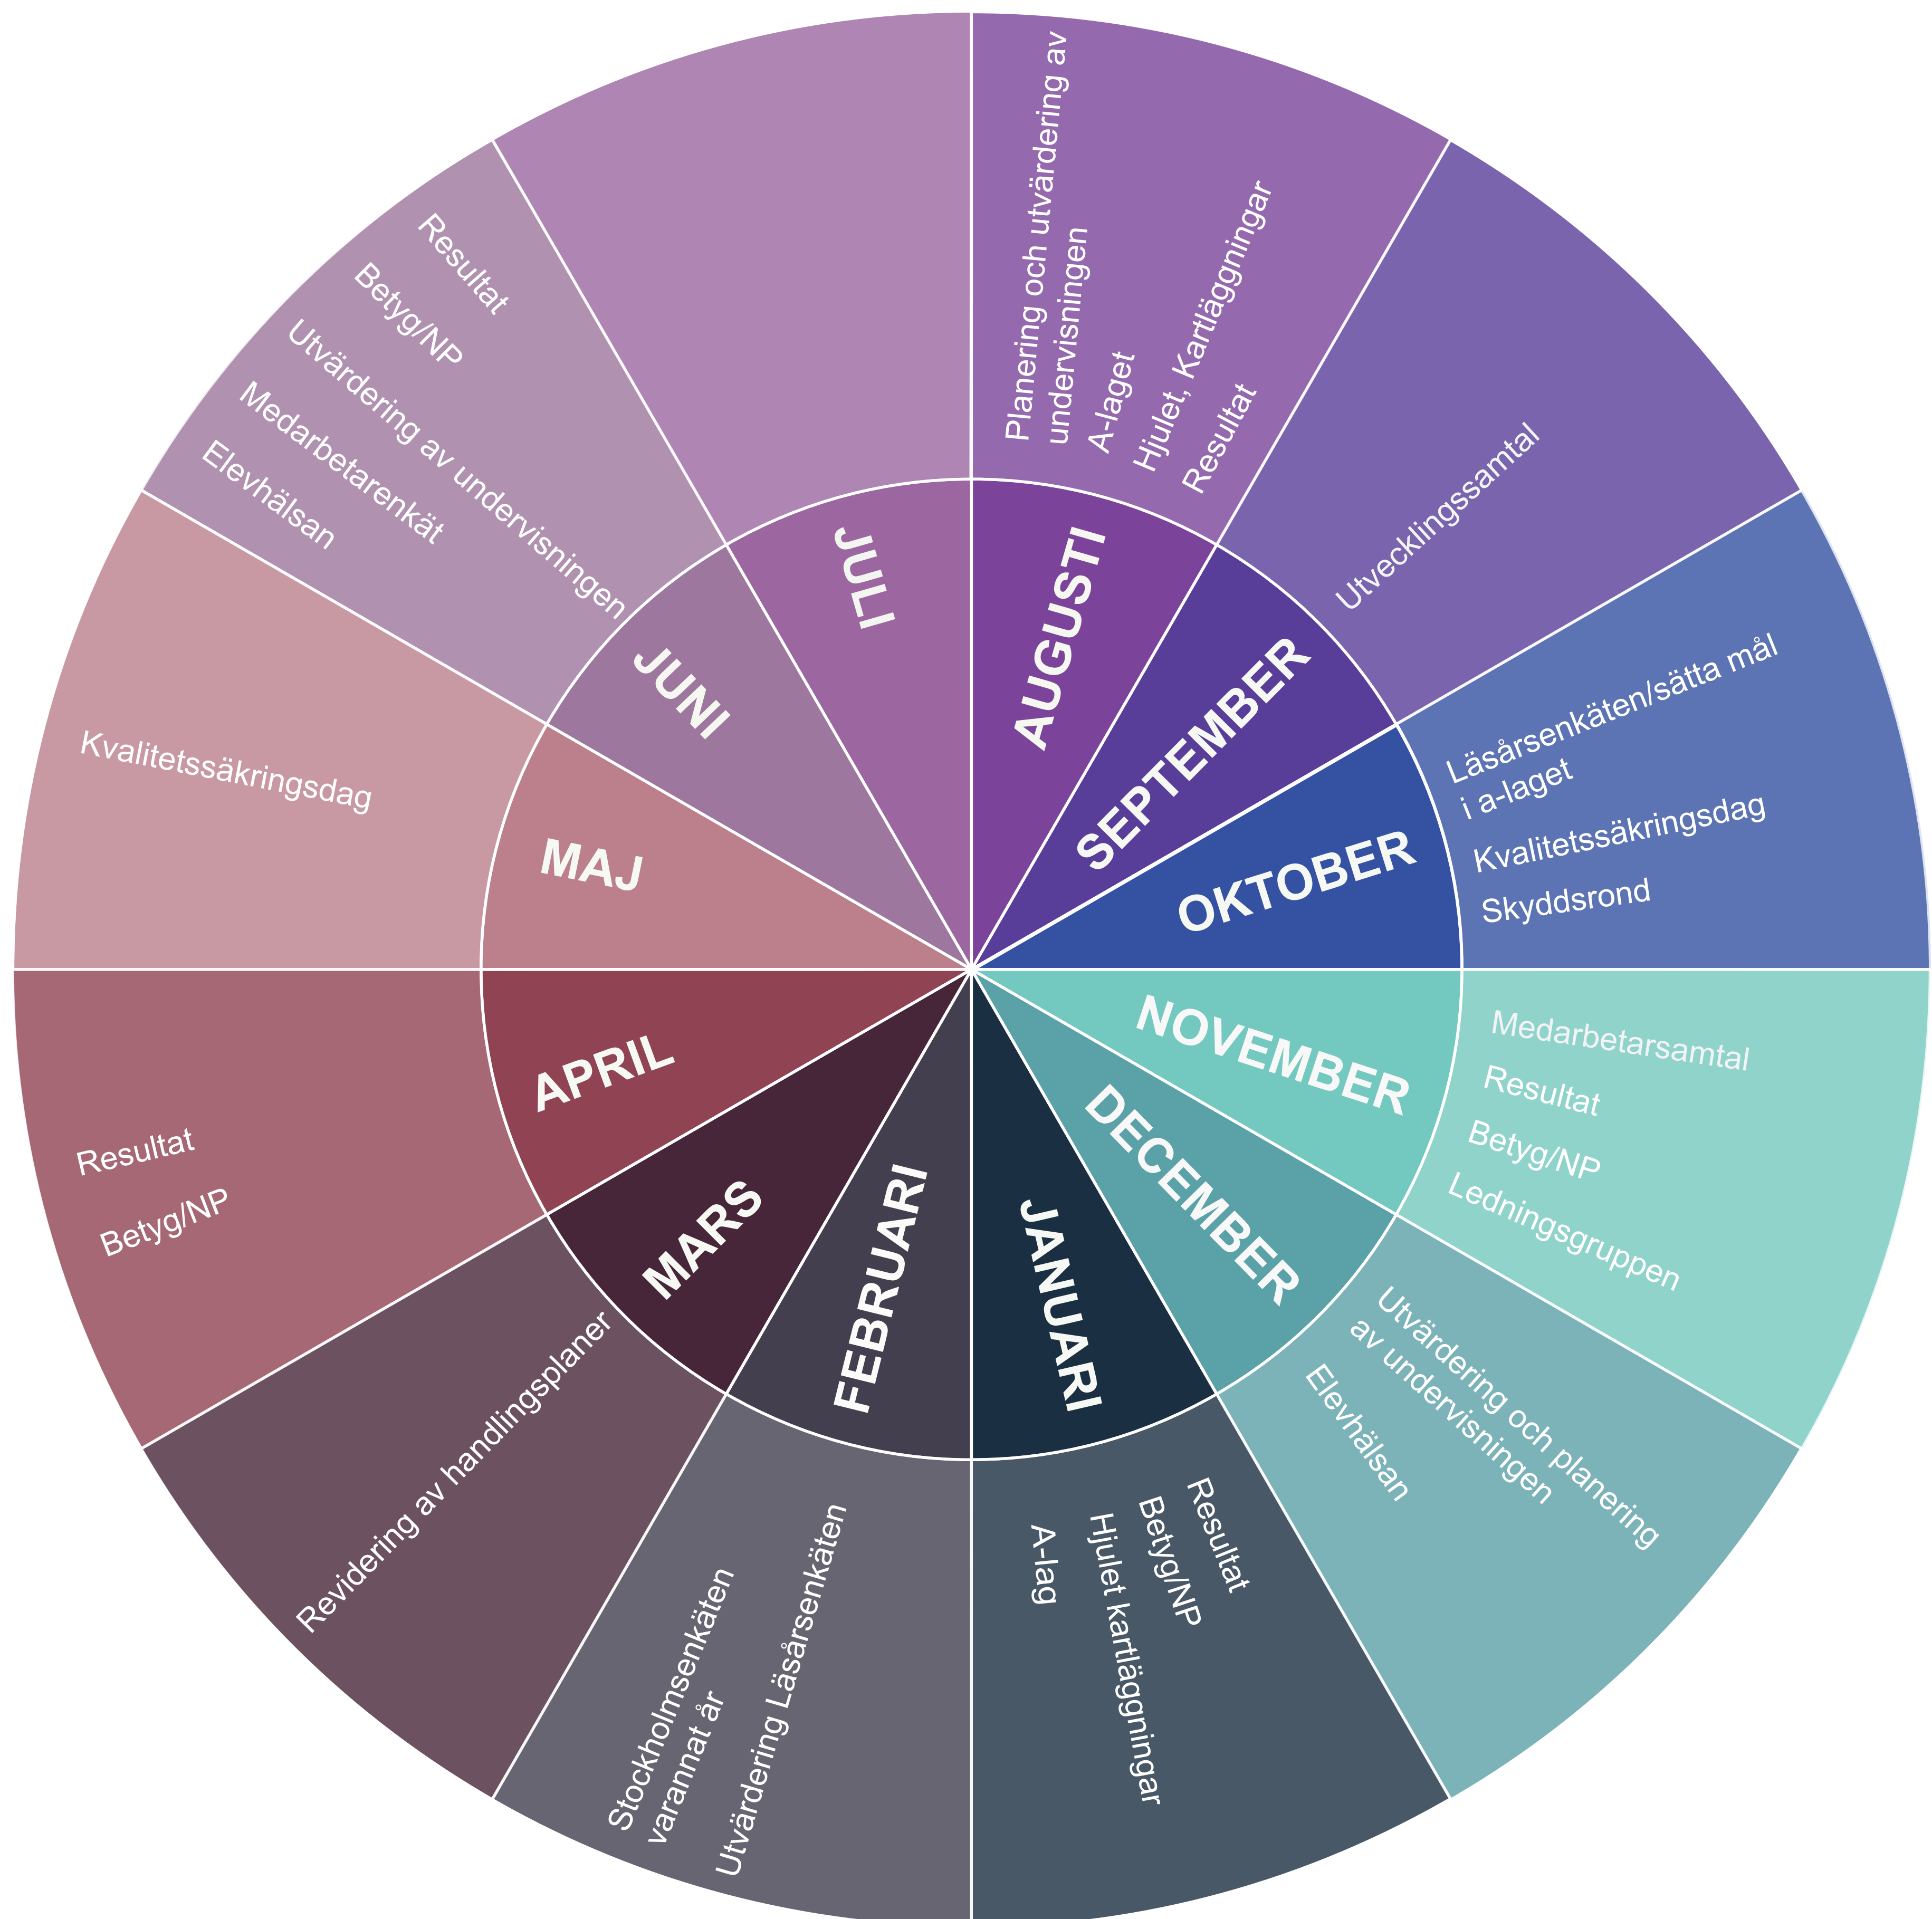 AUGUSTI
Planering och utvärdering av
undervisningen
A-laget
Hjulet, Kartläggningar
Resultat
SEPTEMBER
Utvecklingssamtal
OKTOBER
Läsårsenkäten/sätta mål
i a-laget
Kvalitetssäkringsdag
Skyddsrond
NOVEMBER
Medarbetarsamtal
Resultat
Betyg/NP
Ledningsgruppen
DECEMBER
Utvärdering och planering
av undervisningen
Elevhälsan
JANUARI
Resultat
Betyg/NP
Hjulet kartläggningar
A-lag
FEBRUARI
Stockholmsenkäten
varannat år
Utvärdering Läsårsenkäten
MARS
Revidering av handlingsplaner
APRIL
Resultat
Betyg/NP
MAJ
Kvalitetssäkringsdag
JUNI
Resultat
Betyg/NP
Utvärdering av undervisningen
Medarbetarenkät
Elevhälsan
JULI